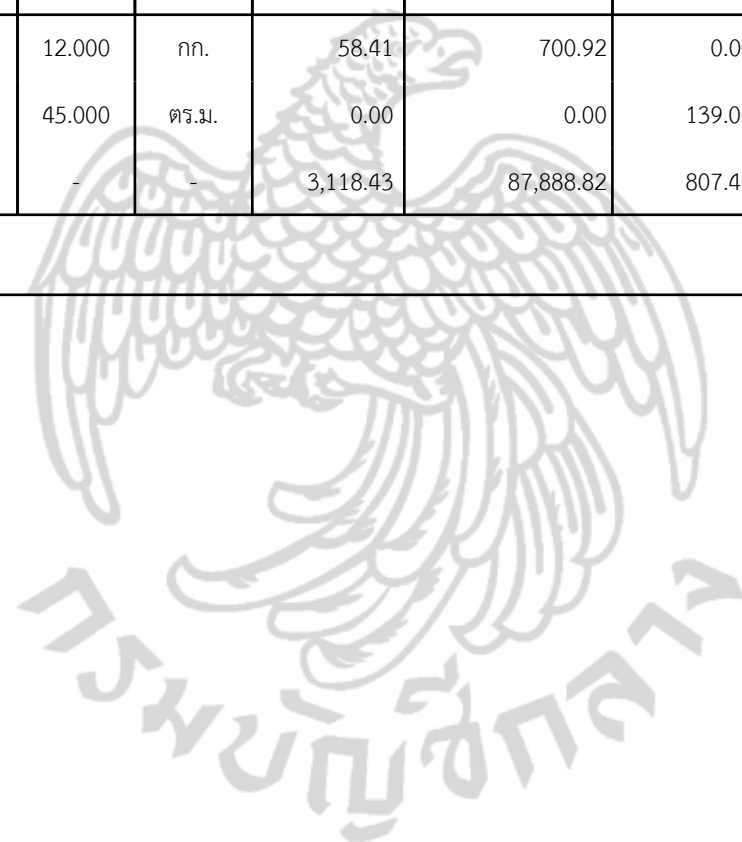 12.000 กก. 58.41 700.92 0.0
45.000 ตร.ม. 0.00 0.00 139.0
- - 3,118.43 87,888.82 807.4
กรมบัญชีกลาง